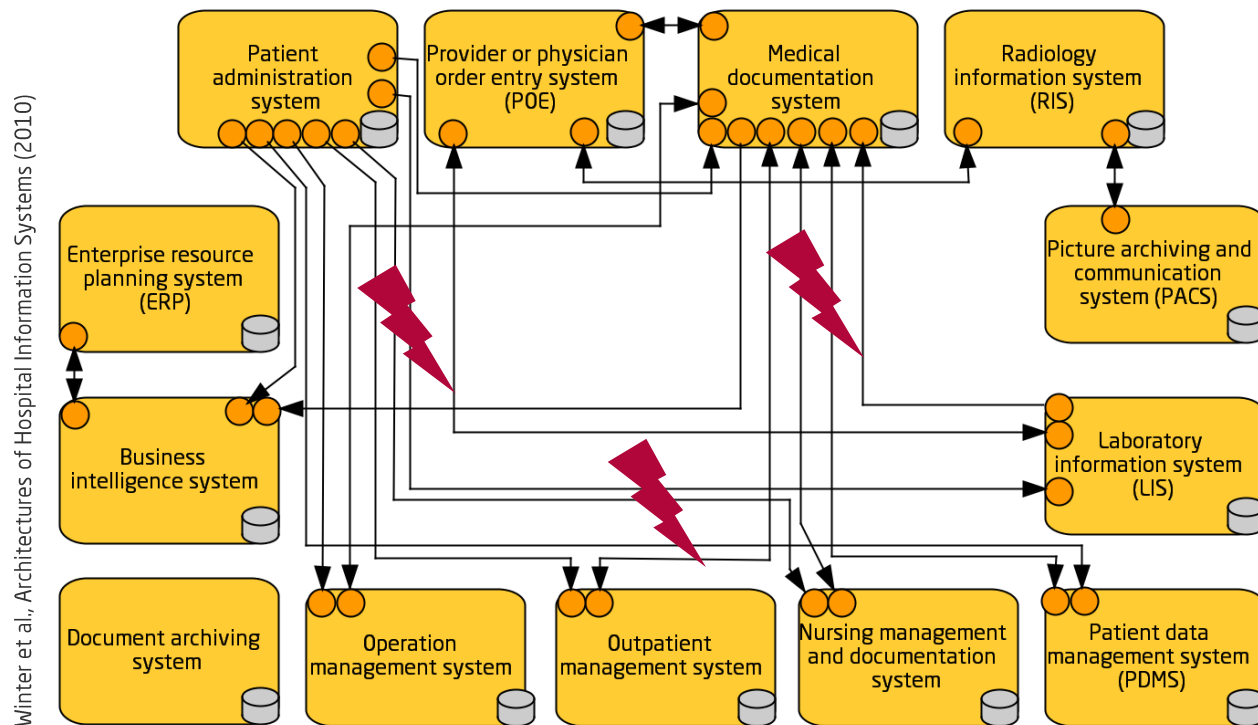 Winter et al., Architectures of Hospital Information Systems (2010)
Patient
administration
system
Provider or physician
order entry system
(POE)
Medical
documentation
system
Radiology
information system
(RIS)
Enterprise resource
planning system
(ERP)
Picture archiving and
communication
system (PACS)
Business
intelligence system
Laboratory
information system
(LIS)
Document archiving
system
Operation
management system
Outpatient
management system
Nursing management
and documentation
system
Patient data
management system
(PDMS)